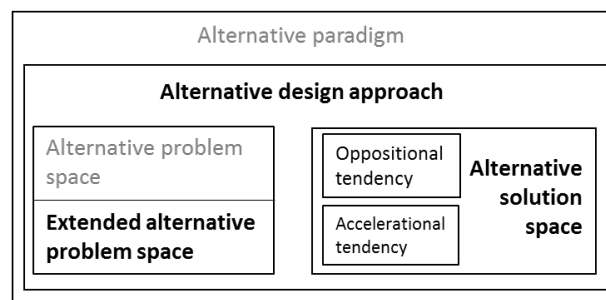 Alternative paradigm
Alternative design approach
Alternative problem
space
Extended alternative
problem space
Oppositional
tendency
Accelerational
tendency
Alternative
solution
space